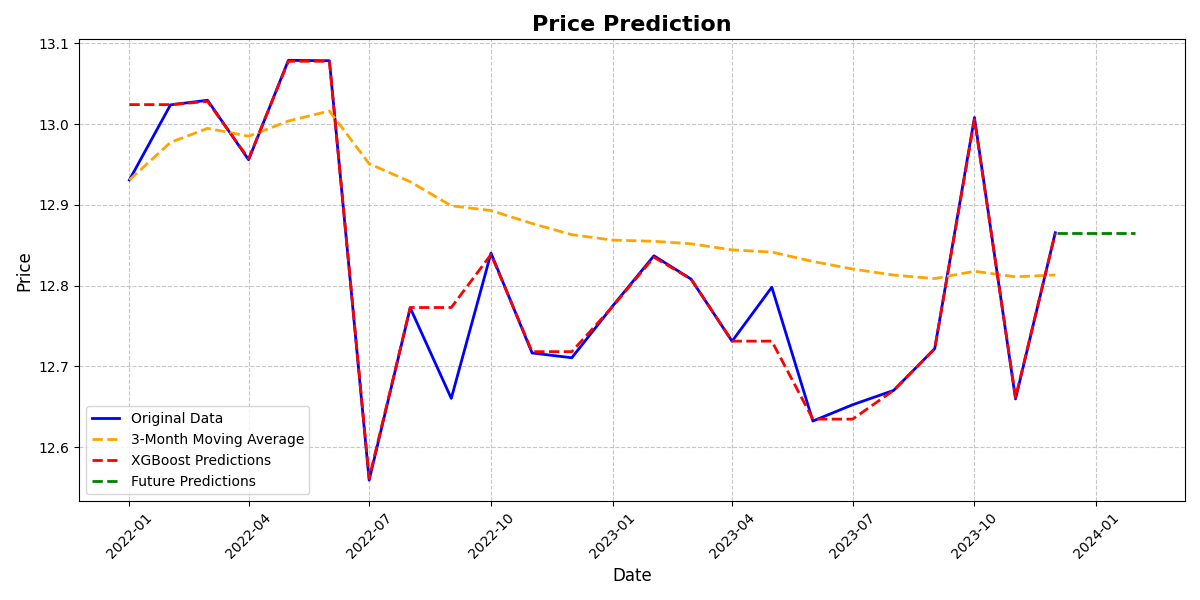 Price Prediction
Price
13.1
13.0
12.9
12.8
12.7
12.6
Original Data
3-Month Moving Average
XGBoost Predictions
Future Predictions
2022-01
2022-04
2022-07
2022-10
2023-01
2023-04
2023-07
2023-10
2024-01
Date